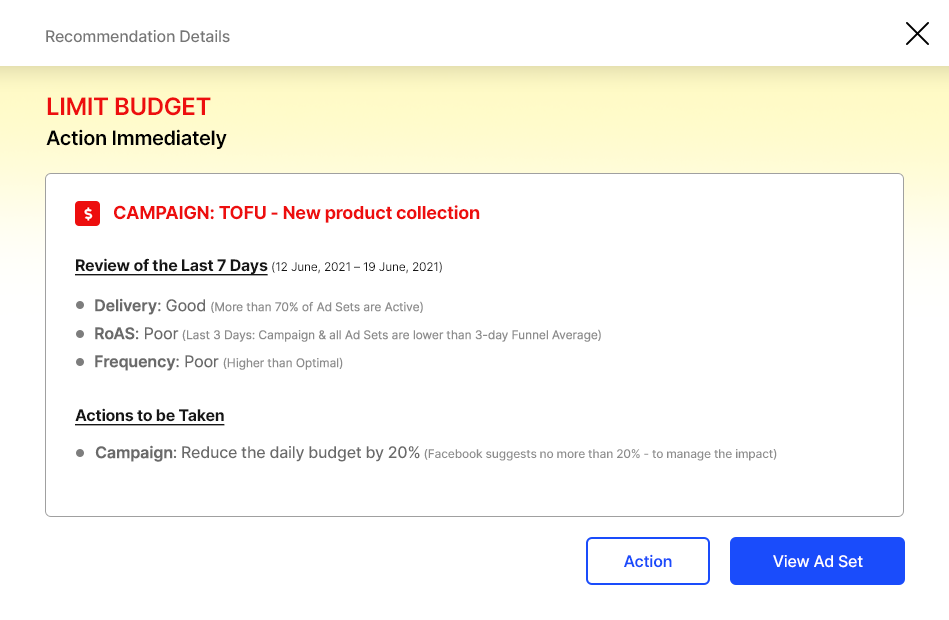 Recommendation Details
LIMIT BUDGET
Action Immediately
$ CAMPAIGN: TOFU - New product collection
Review of the Last 7 Days (12 June, 2021 – 19 June, 2021)
Delivery: Good (More than 70% of Ad Sets are Active)
RoAS: Poor (Last 3 Days: Campaign & all Ad Sets are lower than 3-day Funnel Average)
Frequency: Poor (Higher than Optimal)
Actions to be Taken
Campaign: Reduce the daily budget by 20% (Facebook suggests no more than 20% - to manage the impact)
Action
View Ad Set